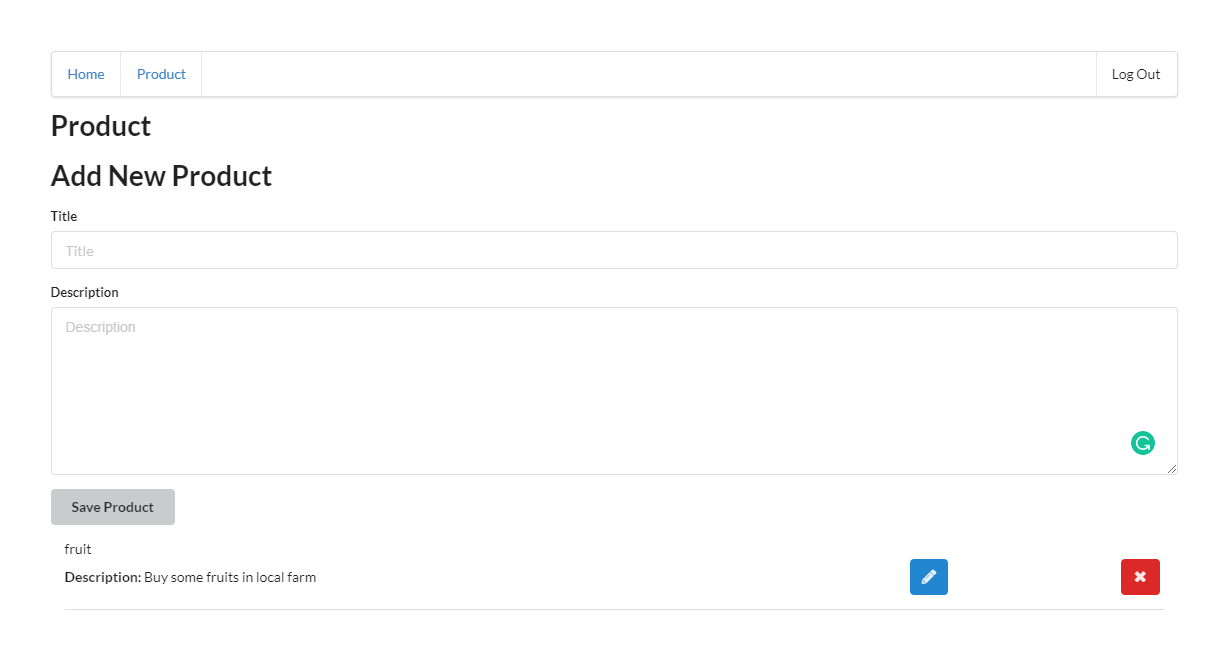 Home Product Log Out
Product
Add New Product
Title
Title
Description
Description
Save Product
fruit
Description: Buy some fruits in local farm